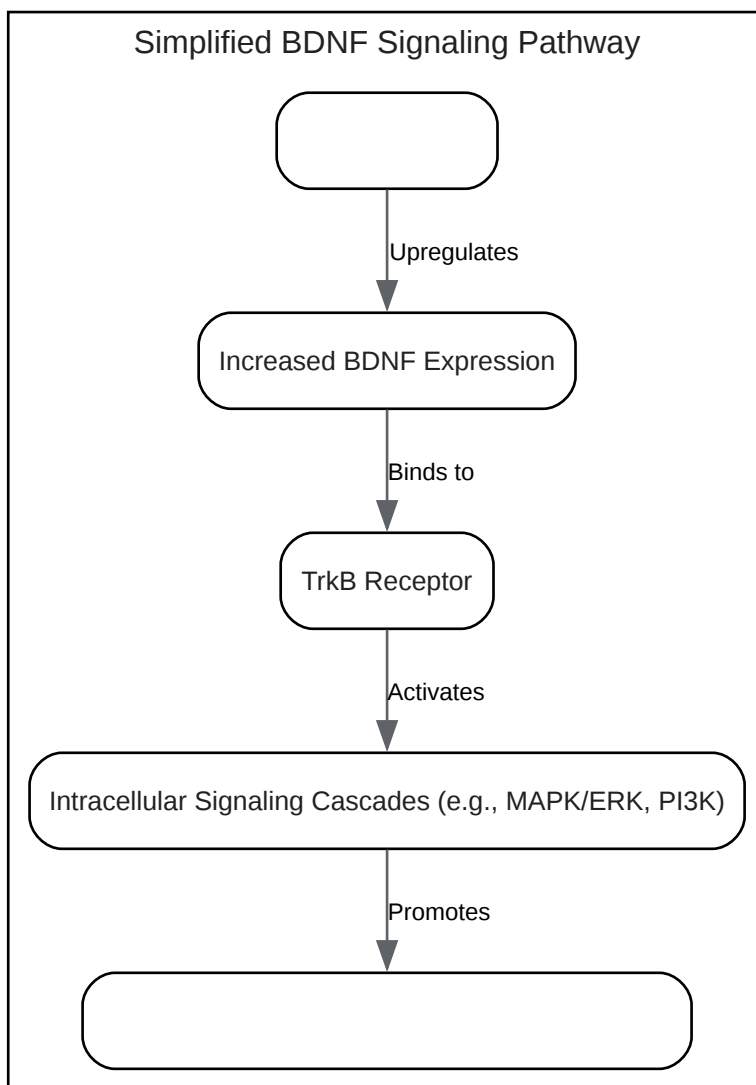 Simplified BDNF Signaling Pathway
Upregulates
Increased BDNF Expression
Binds to
TrkB Receptor
Activates
Intracellular Signaling Cascades (e.g., MAPK/ERK, PI3K)
Promotes